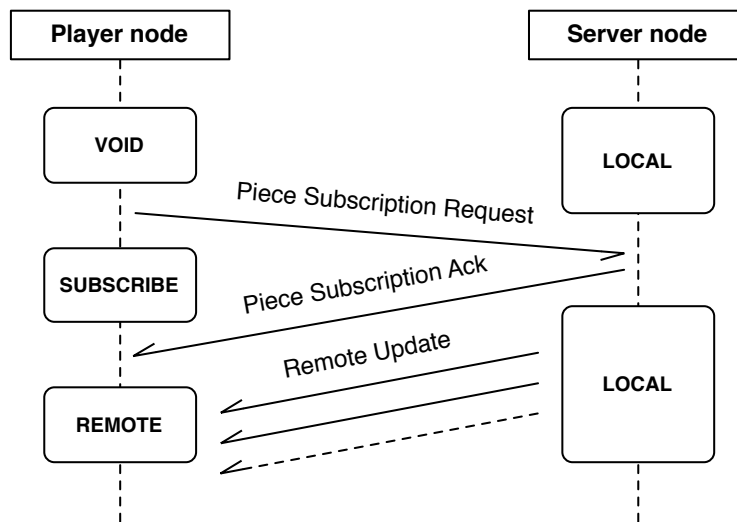 Player node
Server node
VOID
LOCAL
Piece Subscription Request
SUBSCRIBE
Piece Subscription Ack
Remote Update
LOCAL
REMOTE